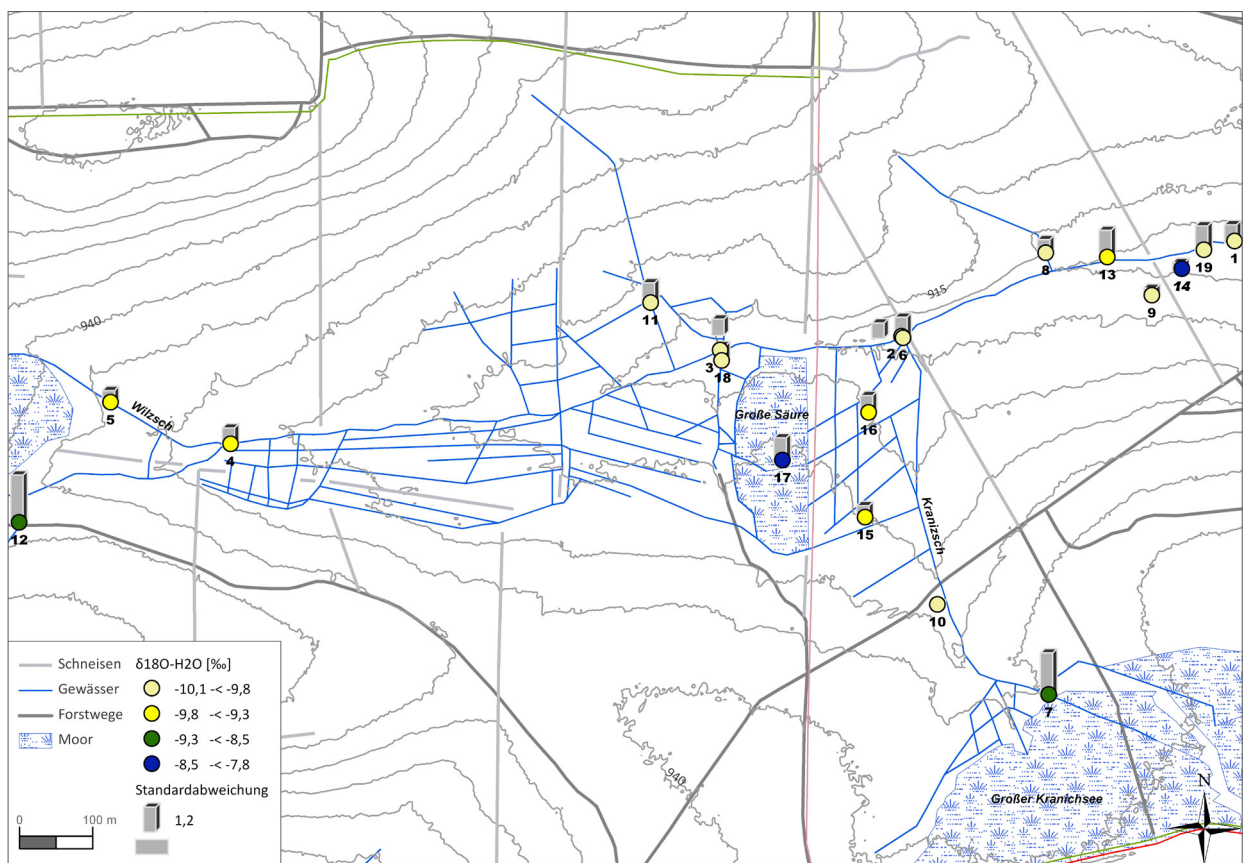 915
940
8
13
19
1
14
9
11
2
6
3
18
Große Säure
5
Wilzsch
4
16
17
12
15
Kranizsch
10
7
940
Großer Kranichsee
N
Schneisen
Gewässer
Forstwege
Moor
δ18O-H2O [‰]
-10,1 -< -9,8
-9,8 -< -9,3
-9,3 -< -8,5
-8,5 -< -7,8
Standardabweichung
1,2
0 100 m